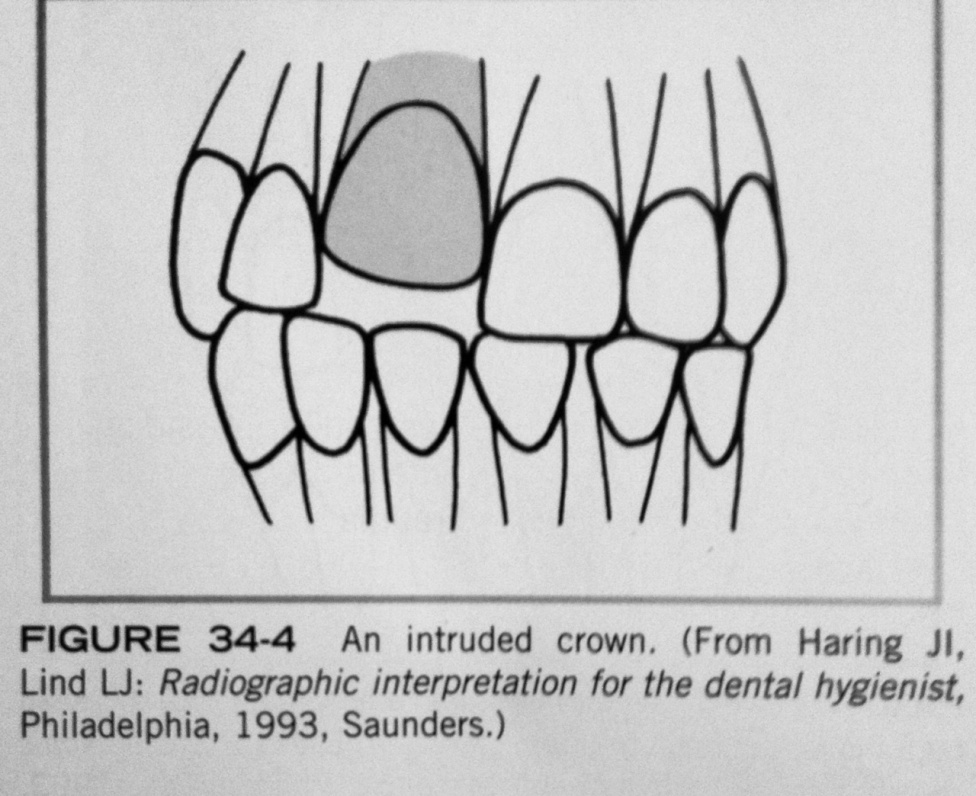 FIGURE 34-4 An intruded crown. (From Haring JI,
Lind LJ: Radiographic interpretation for the dental hygienist,
Philadelphia, 1993, Saunders.)